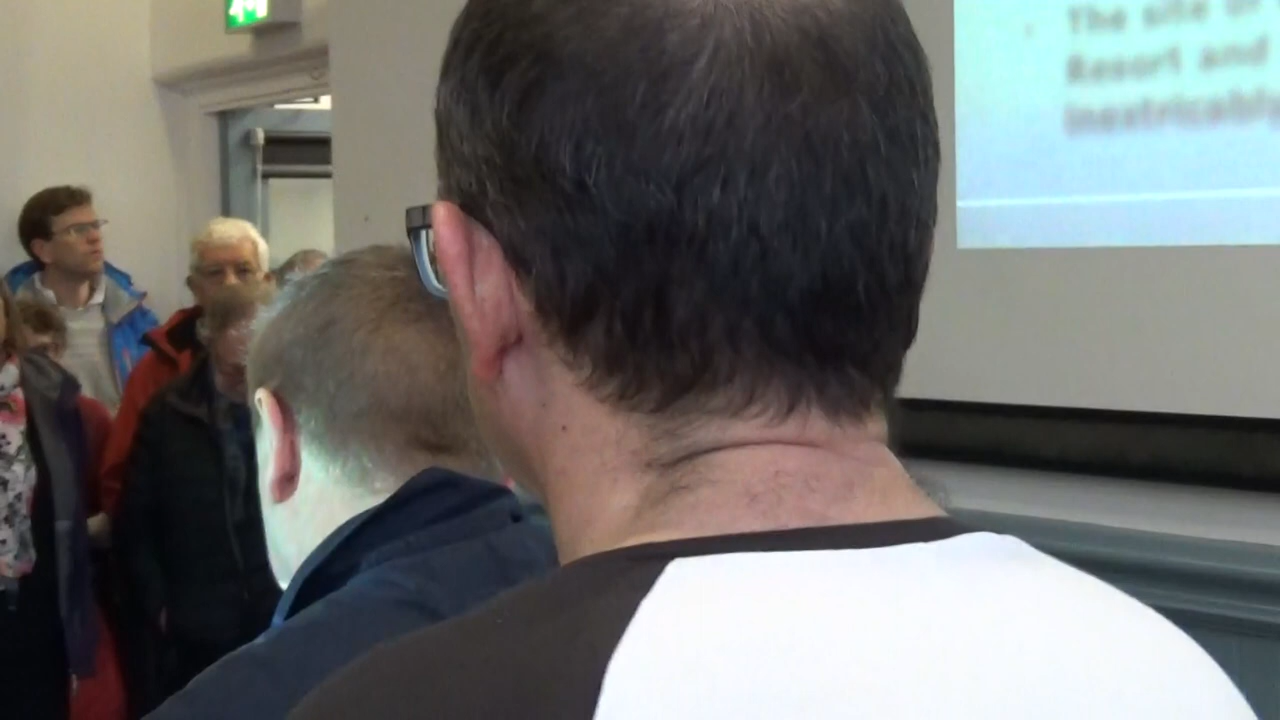 The site of
Resort and
inextricably